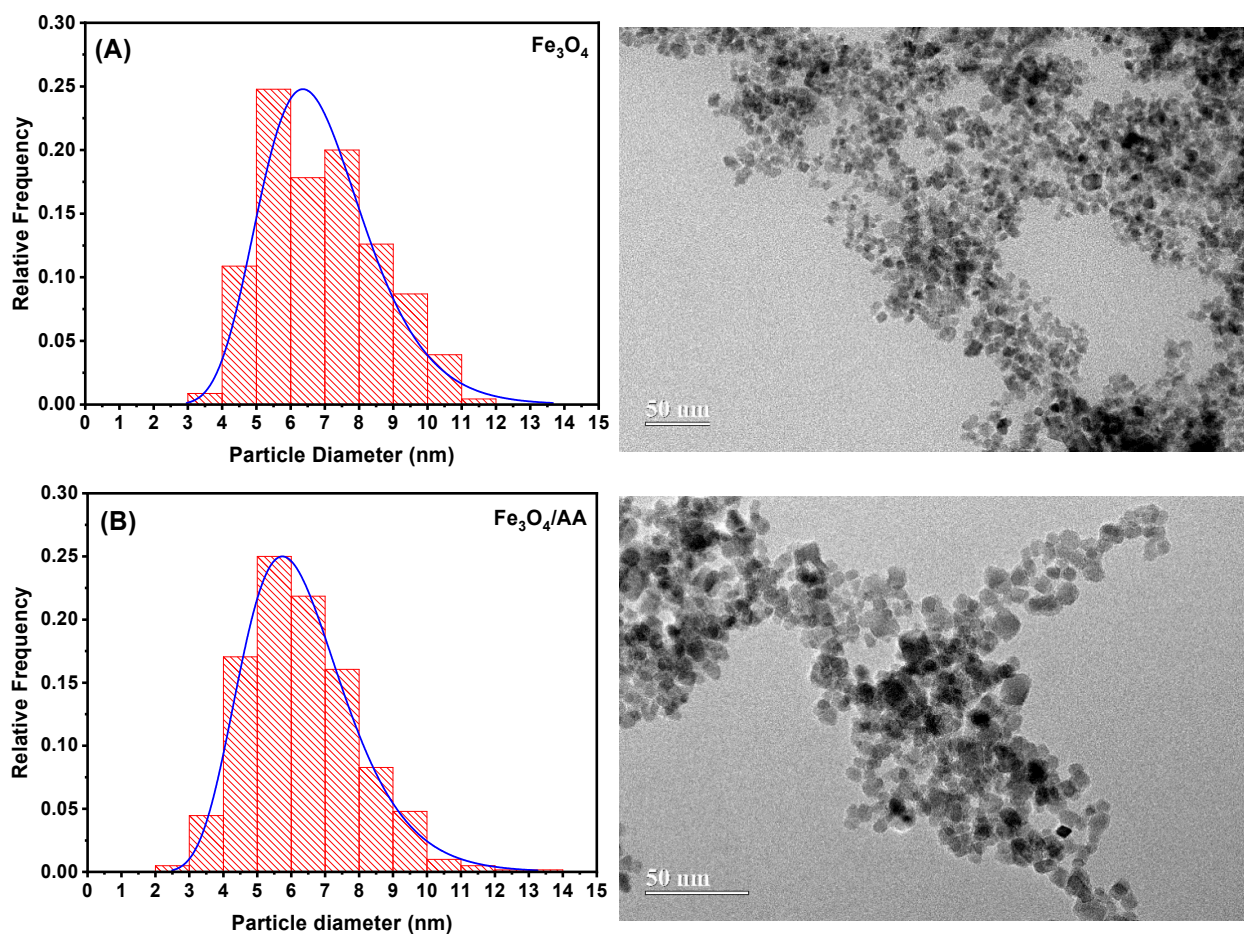 (A)
Fe₃O₄
0.30
0.25
0.20
0.15
0.10
0.05
0.00
Relative Frequency
0 1 2 3 4 5 6 7 8 9 10 11 12 13 14 15
Particle Diameter (nm)
50 nm
(B)
Fe₃O₄/AA
0.30
0.25
0.20
0.15
0.10
0.05
0.00
Relative Frequency
0 1 2 3 4 5 6 7 8 9 10 11 12 13 14 15
Particle diameter (nm)
50 nm